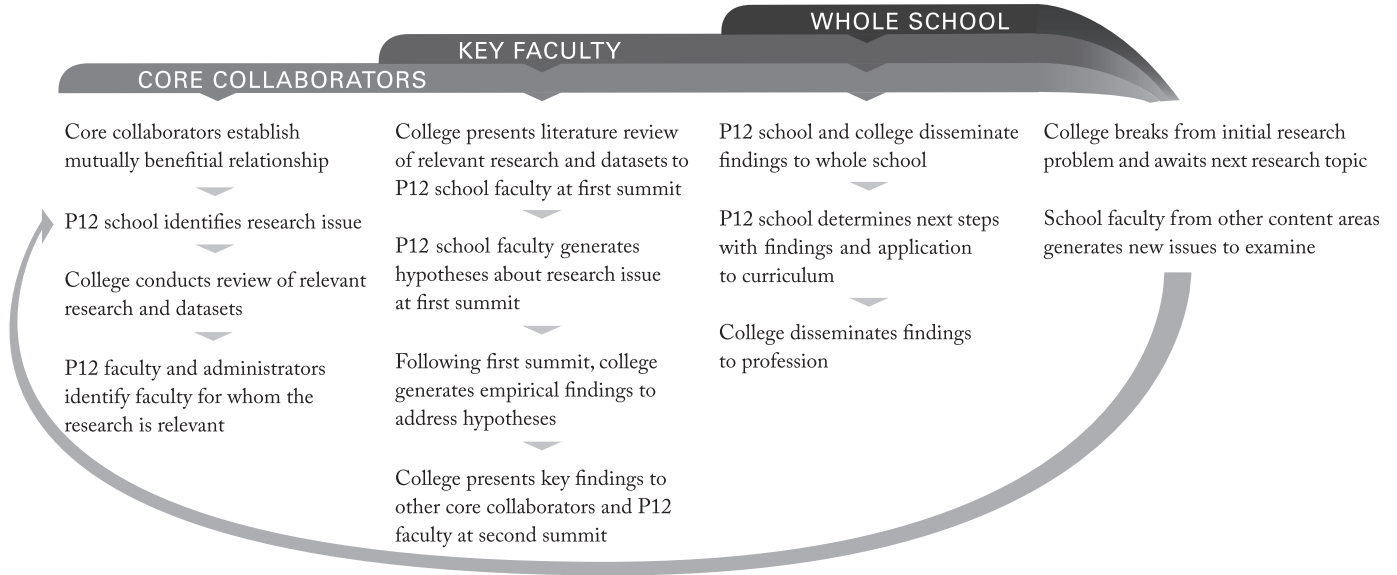 WHOLE SCHOOL
KEY FACULTY
CORE COLLABORATORS
Core collaborators establish
mutually benefitial relationship
P12 school identifies research issue
College conducts review of relevant
research and datasets
P12 faculty and administrators
identify faculty for whom the
research is relevant
College presents literature review
of relevant research and datasets to
P12 school faculty at first summit
P12 school faculty generates
hypotheses about research issue
at first summit
Following first summit, college
generates empirical findings to
address hypotheses
College presents key findings to
other core collaborators and P12
faculty at second summit
P12 school and college disseminate
findings to whole school
P12 school determines next steps
with findings and application
to curriculum
College disseminates findings
to profession
College breaks from initial research
problem and awaits next research topic
School faculty from other content areas
generates new issues to examine